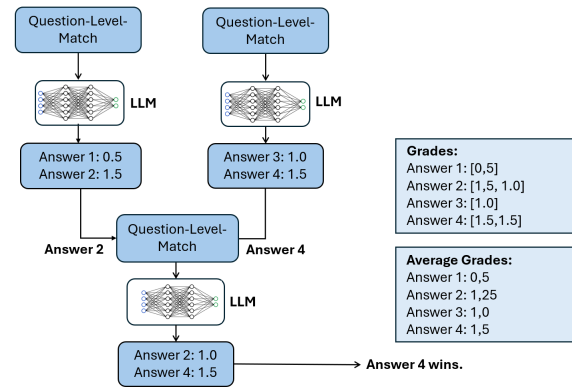 Question-Level-
Match
LLM
Answer 1: 0.5
Answer 2: 1.5
Question-Level-
Match
LLM
Answer 3: 1.0
Answer 4: 1.5
Answer 2
Question-Level-
Match
Answer 4
LLM
Answer 2: 1.0
Answer 4: 1.5
Answer 4 wins.
Grades:
Answer 1: [0,5]
Answer 2: [1,5, 1.0]
Answer 3: [1.0]
Answer 4: [1.5,1.5]
Average Grades:
Answer 1: 0,5
Answer 2: 1,25
Answer 3: 1,0
Answer 4: 1,5